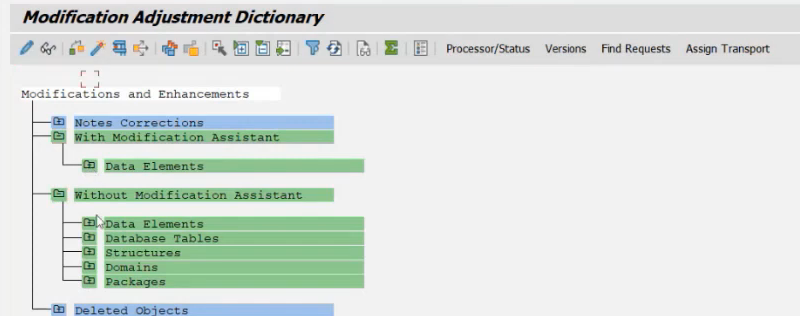 Modification Adjustment Dictionary
Processor/Status Versions Find Requests Assign Transport
Modifications and Enhancements
Notes Corrections
With Modification Assistant
Data Elements
Without Modification Assistant
Data Elements
Database Tables
Structures
Domains
Packages
Deleted Objects